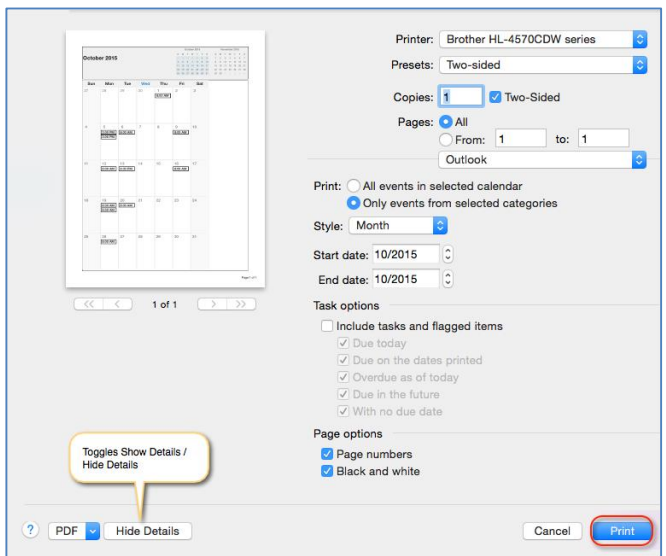 October 2015
Sun Mon Tue Wed Thu Fri Sat
1 of 1
Toggles Show Details /
Hide Details
? PDF Hide Details
Printer: Brother HL-4570CDW series
Presets: Two-sided
Copies: 1 Two-Sided
Pages: All
From: 1 to: 1
Outlook
Print: All events in selected calendar
Only events from selected categories
Style: Month
Start date: 10/2015
End date: 10/2015
Task options
Include tasks and flagged items
Due today
Due on the dates printed
Overdue as of today
Due in the future
With no due date
Page options
Page numbers
Black and white
Cancel Print